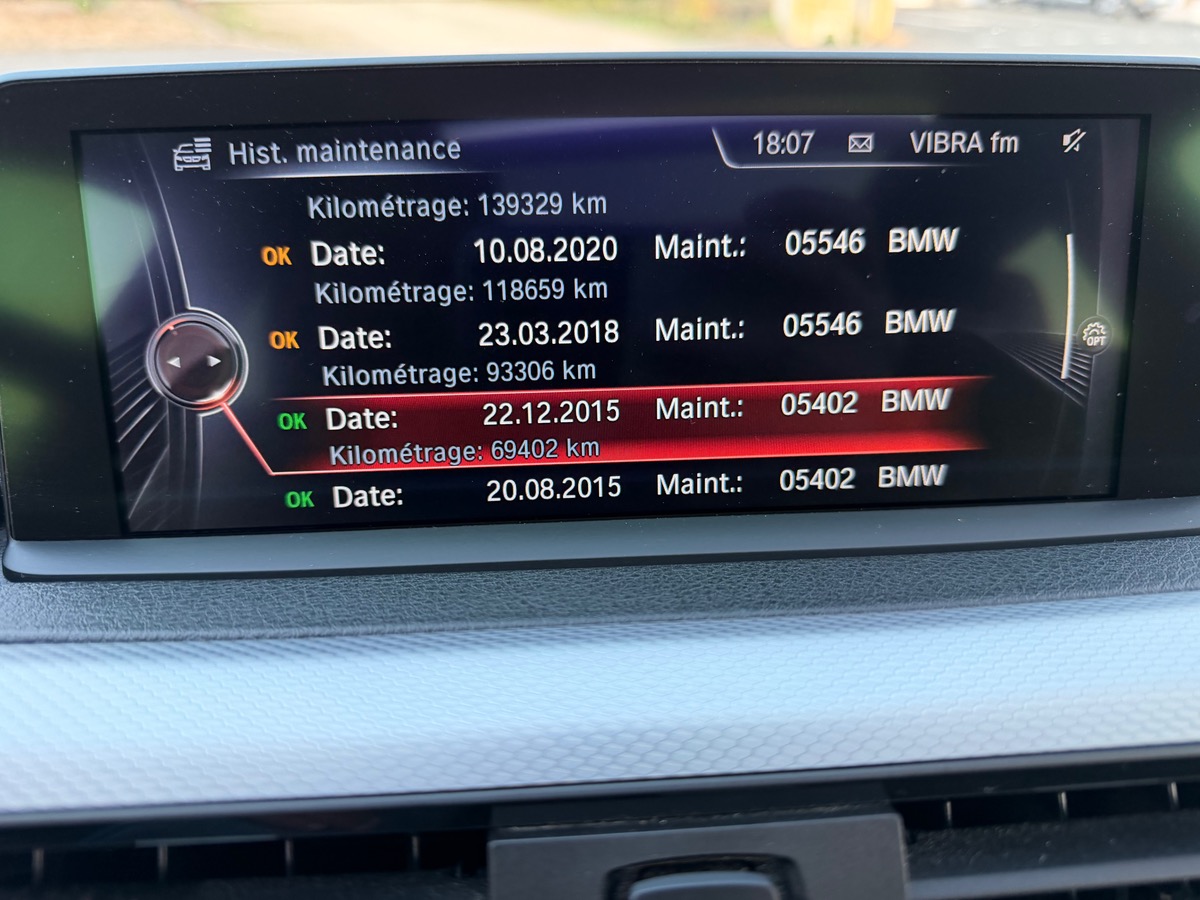 Hist. maintenance 18:07 VIBRA fm
Kilométrage: 139329 km
OK Date: 10.08.2020 Maint.: 05546 BMW
Kilométrage: 118659 km
OK Date: 23.03.2018 Maint.: 05546 BMW
Kilométrage: 93306 km
OPT
OK Date: 22.12.2015 Maint.: 05402 BMW
Kilométrage: 69402 km
OK Date: 20.08.2015 Maint.: 05402 BMW